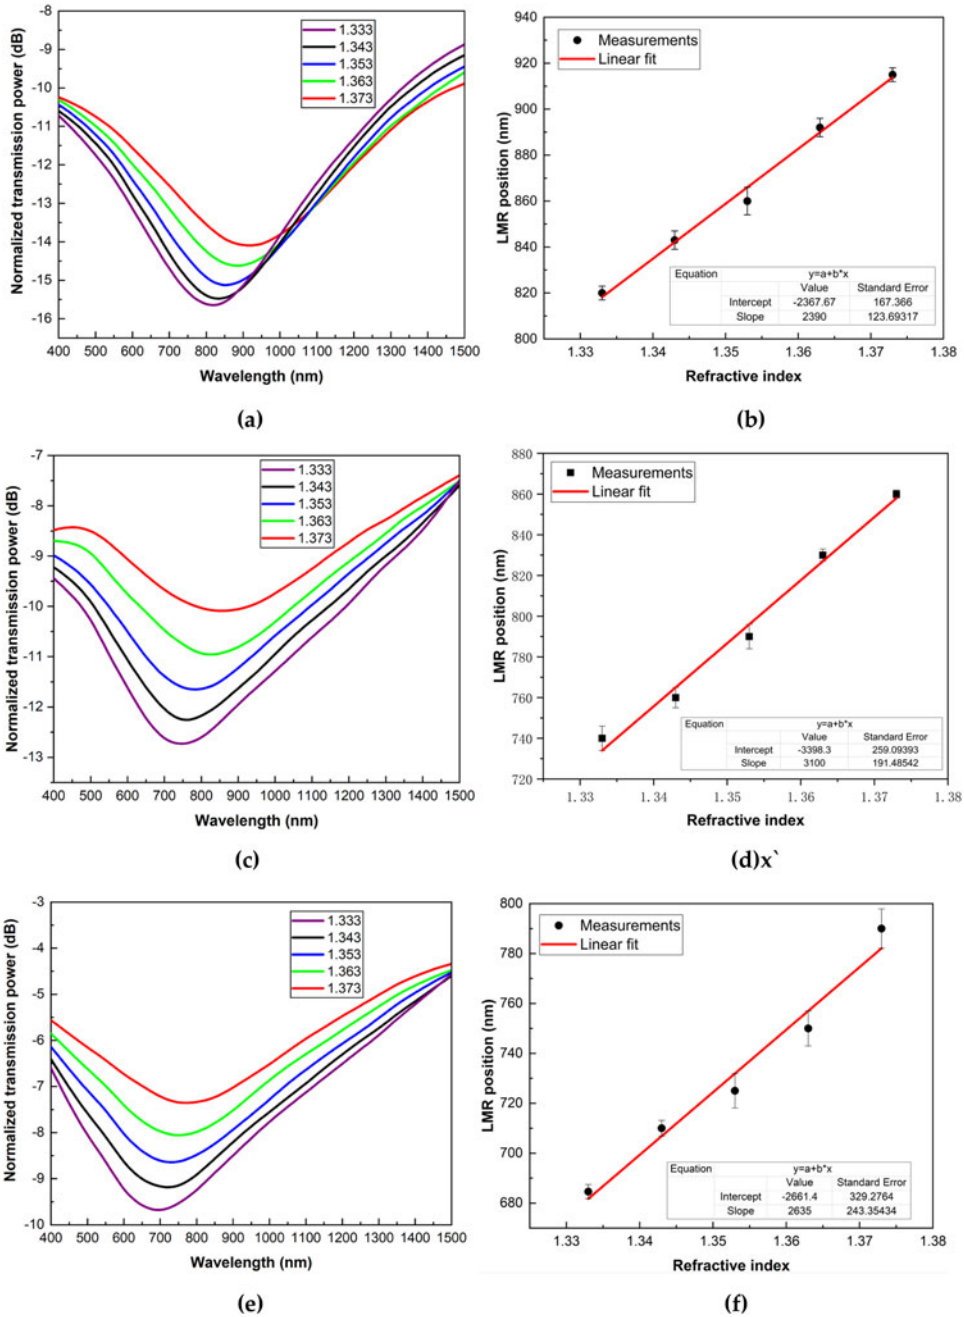 Normalized transmission power (dB)
-8
-9
-10
-11
-12
-13
-14
-15
-16
1.333
1.343
1.353
1.363
1.373
400 500 600 700 800 900 1000 1100 1200 1300 1400 1500
Wavelength (nm)
(a)
LMR position (nm)
940
920
900
880
860
840
820
800
Measurements
Linear fit
Equation y=a+b*x
Value Standard Error
Intercept -2367.67 167.366
Slope 2390 123.69317
1.33 1.34 1.35 1.36 1.37 1.38
Refractive index
(b)
Normalized transmission power (dB)
-7
-8
-9
-10
-11
-12
-13
1.333
1.343
1.353
1.363
1.373
400 500 600 700 800 900 1000 1100 1200 1300 1400 1500
Wavelength (nm)
(c)
LMR position (nm)
880
860
840
820
800
780
760
740
720
Measurements
Linear fit
Equation y=a+b*x
Value Standard Error
Intercept -3398.3 259.09393
Slope 3100 191.48542
1.33 1.34 1.35 1.36 1.37 1.38
Refractive index
(d)x`
Normalized transmission power (dB)
-3
-4
-5
-6
-7
-8
-9
-10
1.333
1.343
1.353
1.363
1.373
400 500 600 700 800 900 1000 1100 1200 1300 1400 1500
Wavelength (nm)
(e)
LMR position (nm)
800
780
760
740
720
700
680
Measurements
Linear fit
Equation y=a+b*x
Value Standard Error
Intercept -2661.4 329.2764
Slope 2635 243.35434
1.33 1.34 1.35 1.36 1.37 1.38
Refractive index
(f)